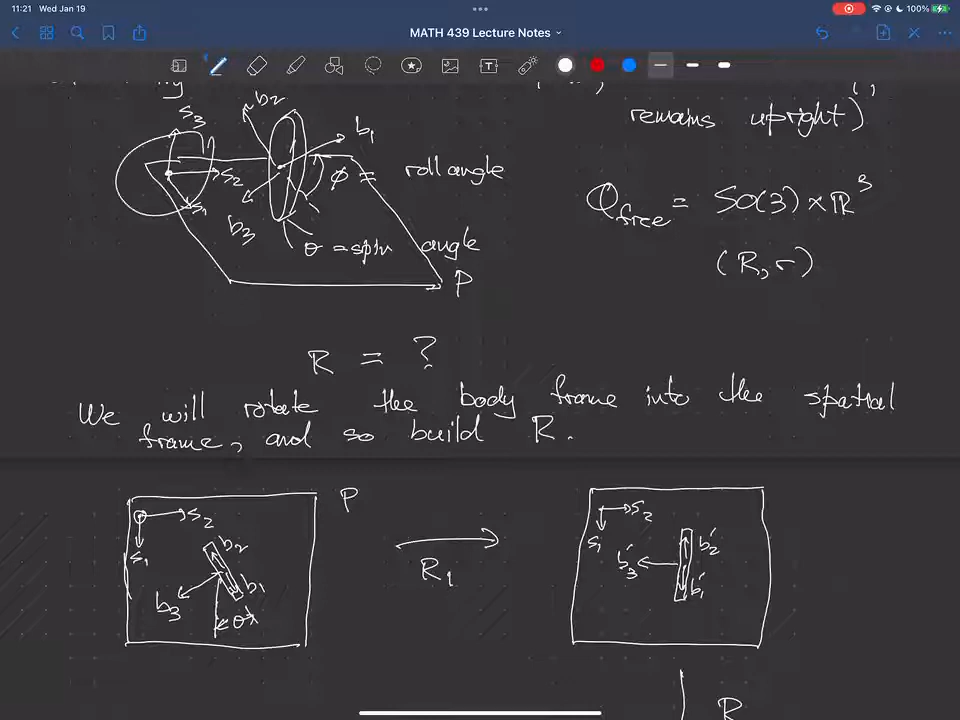 11:21 Wed Jan 19
100%
MATH 439 Lecture Notes
remains upright)
S3
b2
b1
S2
S1
b3
ϕ = roll angle
θ = spin angle
P
Q_free = SO(3) × ℝ³
(R, r)
R = ?
We will rotate the body frame into the spatial
frame, and so build R.
P
S2
S1
b2
b1
b3
θ
R1
S2
S1
b2'
b3'
b1'
R